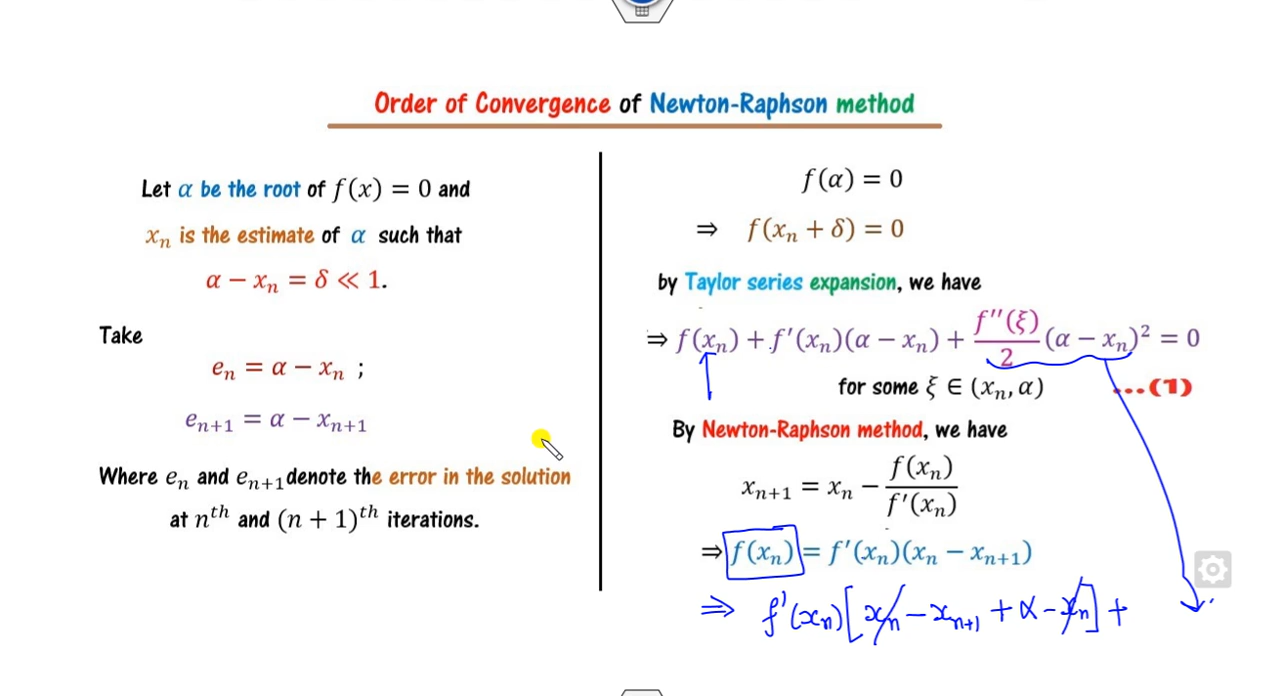 Order of Convergence of Newton-Raphson method
Let α be the root of f(x) = 0 and
xₙ is the estimate of α such that
α − xₙ = δ ≪ 1.
Take
eₙ = α − xₙ ;
eₙ₊₁ = α − xₙ₊₁
Where eₙ and eₙ₊₁ denote the error in the solution
at nᵗʰ and (n + 1)ᵗʰ iterations.
f(α) = 0
⇒ f(xₙ + δ) = 0
by Taylor series expansion, we have
⇒ f(xₙ) + f′(xₙ)(α − xₙ) + f″(ξ)/2 (α − xₙ)² = 0
for some ξ ∈ (xₙ, α) ...(1)
By Newton-Raphson method, we have
xₙ₊₁ = xₙ − f(xₙ)/f′(xₙ)
⇒ f(xₙ) = f′(xₙ)(xₙ − xₙ₊₁)
⇒ f′(xₙ)[xₙ − xₙ₊₁ + α − xₙ] +